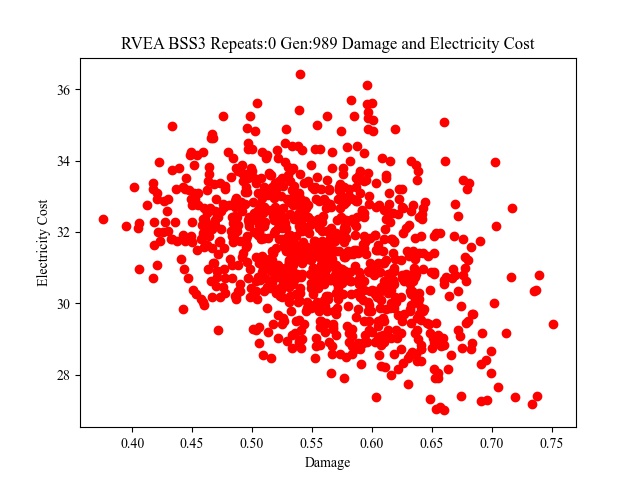 RVEA BSS3 Repeats:0 Gen:989 Damage and Electricity Cost
36
34
32
30
28
Electricity Cost
0.40 0.45 0.50 0.55 0.60 0.65 0.70 0.75
Damage